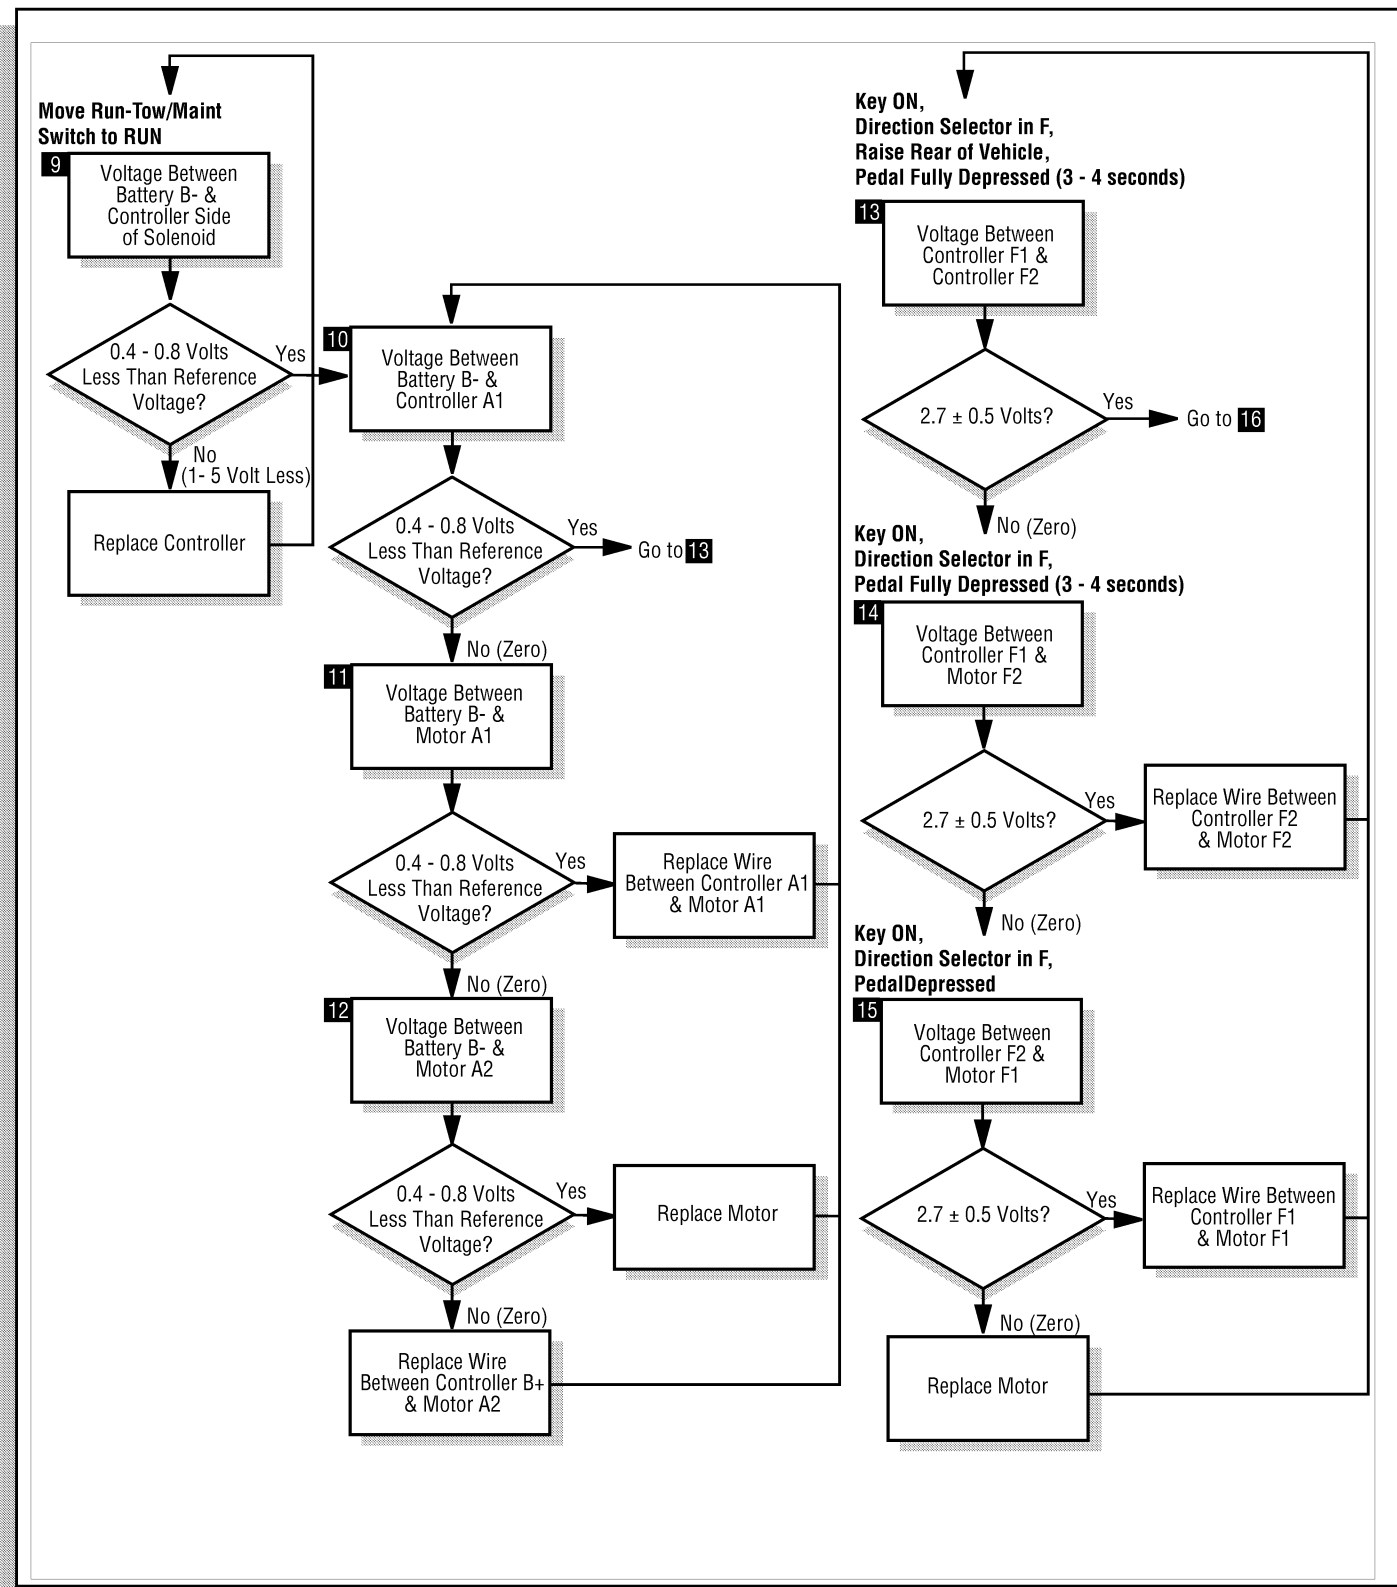 Move Run-Tow/Maint
Switch to RUN
9
Voltage Between
Battery B- &
Controller Side
of Solenoid
0.4 - 0.8 Volts
Less Than Reference
Voltage?
Yes
No
(1- 5 Volt Less)
Replace Controller
10
Voltage Between
Battery B- &
Controller A1
0.4 - 0.8 Volts
Less Than Reference
Voltage?
Yes
Go to 13
No (Zero)
11
Voltage Between
Battery B- &
Motor A1
0.4 - 0.8 Volts
Less Than Reference
Voltage?
Yes
Replace Wire
Between Controller A1
& Motor A1
No (Zero)
12
Voltage Between
Battery B- &
Motor A2
0.4 - 0.8 Volts
Less Than Reference
Voltage?
Yes
Replace Motor
No (Zero)
Replace Wire
Between Controller B+
& Motor A2
Key ON,
Direction Selector in F,
Raise Rear of Vehicle,
Pedal Fully Depressed (3 - 4 seconds)
13
Voltage Between
Controller F1 &
Controller F2
2.7 ± 0.5 Volts?
Yes
Go to 16
No (Zero)
Key ON,
Direction Selector in F,
Pedal Fully Depressed (3 - 4 seconds)
14
Voltage Between
Controller F1 &
Motor F2
2.7 ± 0.5 Volts?
Yes
Replace Wire Between
Controller F2
& Motor F2
No (Zero)
Key ON,
Direction Selector in F,
PedalDepressed
15
Voltage Between
Controller F2 &
Motor F1
2.7 ± 0.5 Volts?
Yes
Replace Wire Between
Controller F1
& Motor F1
No (Zero)
Replace Motor